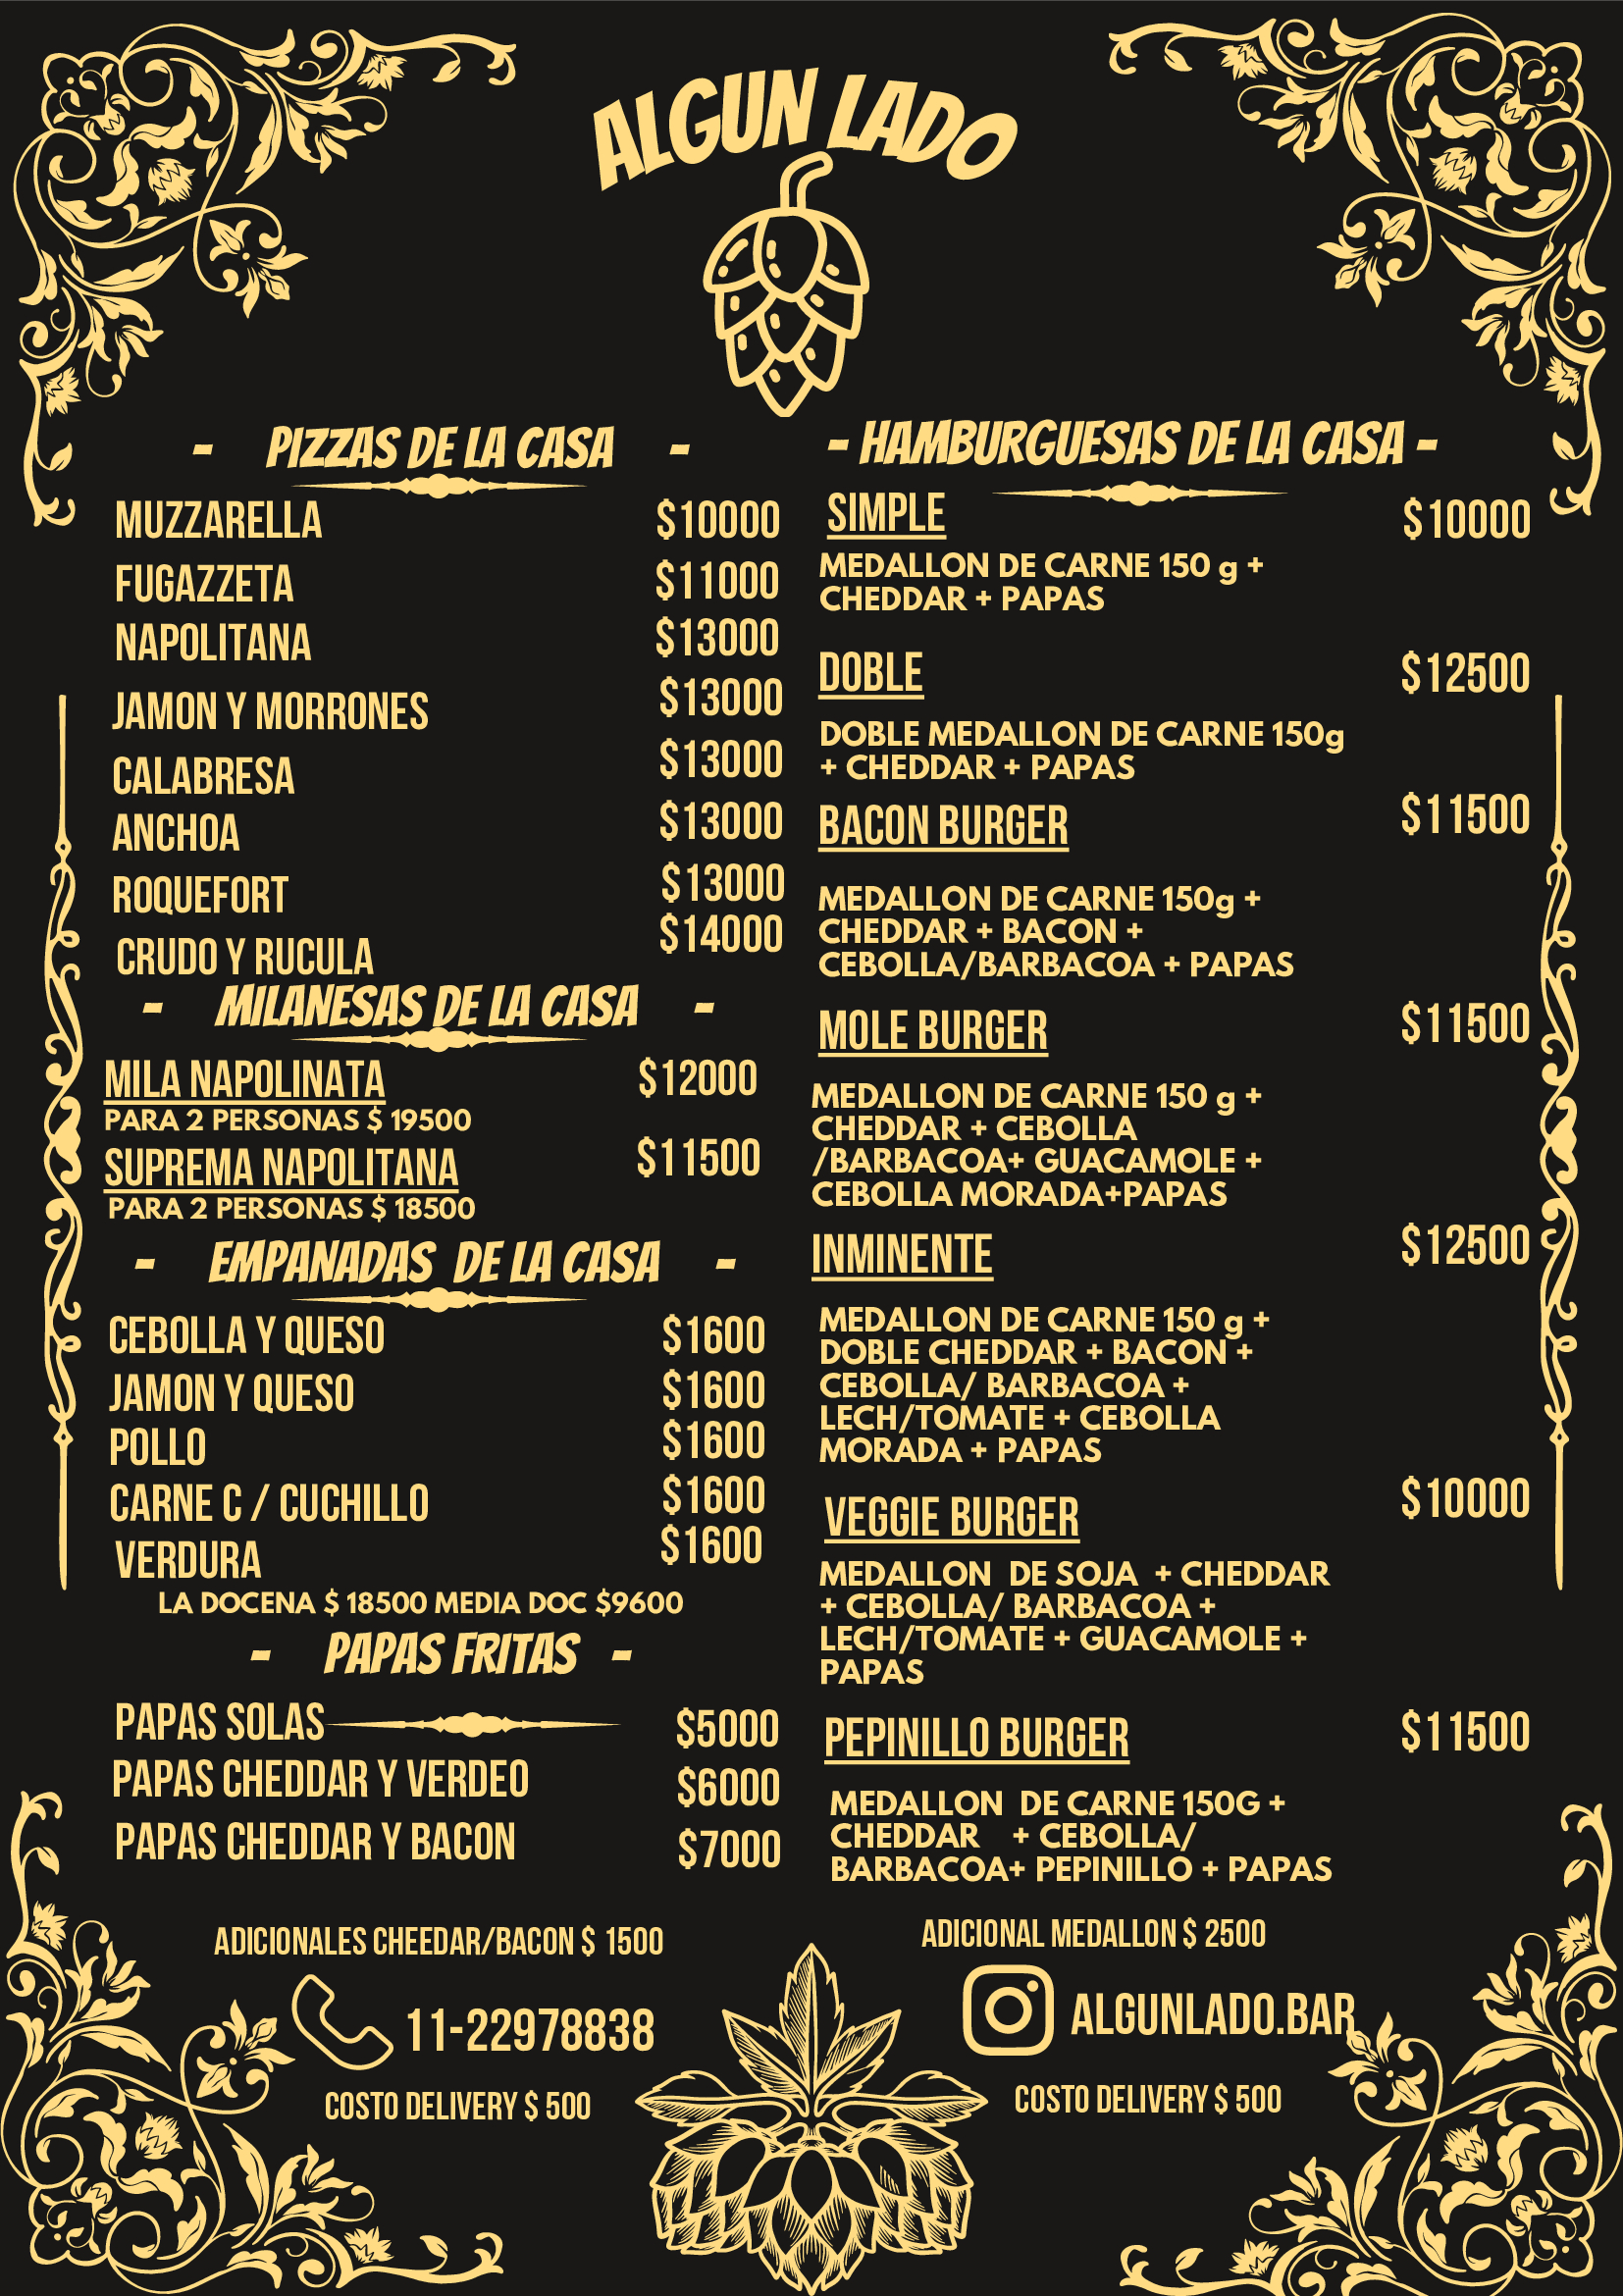 ALGUN LADO
- PIZZAS DE LA CASA -
MUZZARELLA $10000
FUGAZZETA $11000
NAPOLITANA $13000
JAMON Y MORRONES $13000
CALABRESA $13000
ANCHOA $13000
ROQUEFORT $13000
CRUDO Y RUCULA $14000
- MILANESAS DE LA CASA -
MILA NAPOLINATA $12000
PARA 2 PERSONAS $ 19500
SUPREMA NAPOLITANA $11500
PARA 2 PERSONAS $ 18500
- EMPANADAS DE LA CASA -
CEBOLLA Y QUESO $1600
JAMON Y QUESO $1600
POLLO $1600
CARNE C / CUCHILLO $1600
VERDURA $1600
LA DOCENA $ 18500 MEDIA DOC $9600
- PAPAS FRITAS -
PAPAS SOLAS $5000
PAPAS CHEDDAR Y VERDEO $6000
PAPAS CHEDDAR Y BACON $7000
- HAMBURGUESAS DE LA CASA -
SIMPLE $10000
MEDALLON DE CARNE 150 g +
CHEDDAR + PAPAS
DOBLE $12500
DOBLE MEDALLON DE CARNE 150g
+ CHEDDAR + PAPAS
BACON BURGER $11500
MEDALLON DE CARNE 150g +
CHEDDAR + BACON +
CEBOLLA/BARBACOA + PAPAS
MOLE BURGER $11500
MEDALLON DE CARNE 150 g +
CHEDDAR + CEBOLLA
/BARBACOA+ GUACAMOLE +
CEBOLLA MORADA+PAPAS
INMINENTE $12500
MEDALLON DE CARNE 150 g +
DOBLE CHEDDAR + BACON +
CEBOLLA/ BARBACOA +
LECH/TOMATE + CEBOLLA
MORADA + PAPAS
VEGGIE BURGER $10000
MEDALLON DE SOJA + CHEDDAR
+ CEBOLLA/ BARBACOA +
LECH/TOMATE + GUACAMOLE +
PAPAS
PEPINILLO BURGER $11500
MEDALLON DE CARNE 150G +
CHEDDAR + CEBOLLA/
BARBACOA+ PEPINILLO + PAPAS
ADICIONALES CHEEDAR/BACON $ 1500
11-22978838
COSTO DELIVERY $ 500
ADICIONAL MEDALLON $ 2500
ALGUNLADO.BAR
COSTO DELIVERY $ 500